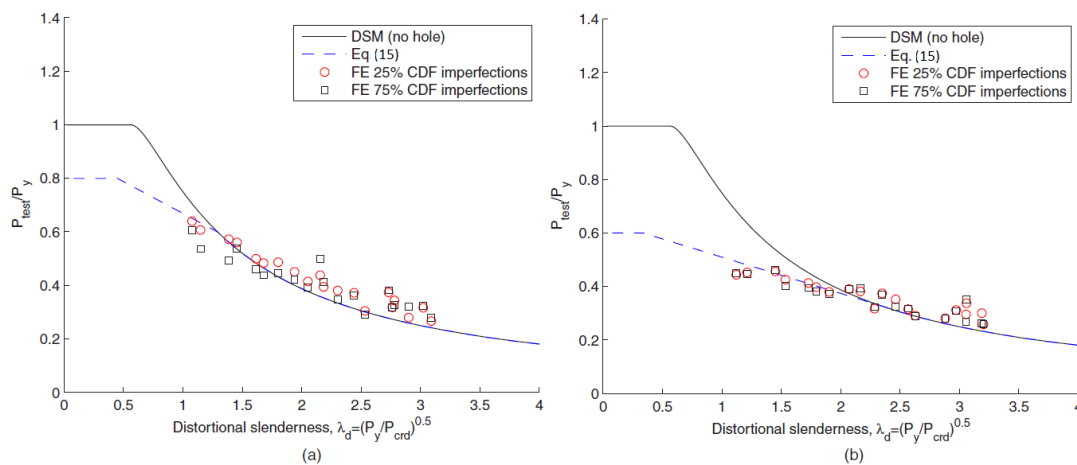 1.4
1.2
1
0.8
0.6
0.4
0.2
0
P_test/P_y
DSM (no hole)
Eq (15)
FE 25% CDF imperfections
FE 75% CDF imperfections
0 0.5 1 1.5 2 2.5 3 3.5 4
Distortional slenderness, λ_d=(P_y/P_crd)^0.5
(a)
1.4
1.2
1
0.8
0.6
0.4
0.2
0
P_test/P_y
DSM (no hole)
Eq. (15)
FE 25% CDF imperfections
FE 75% CDF imperfections
0 0.5 1 1.5 2 2.5 3 3.5 4
Distortional slenderness, λ_d=(P_y/P_crd)^0.5
(b)